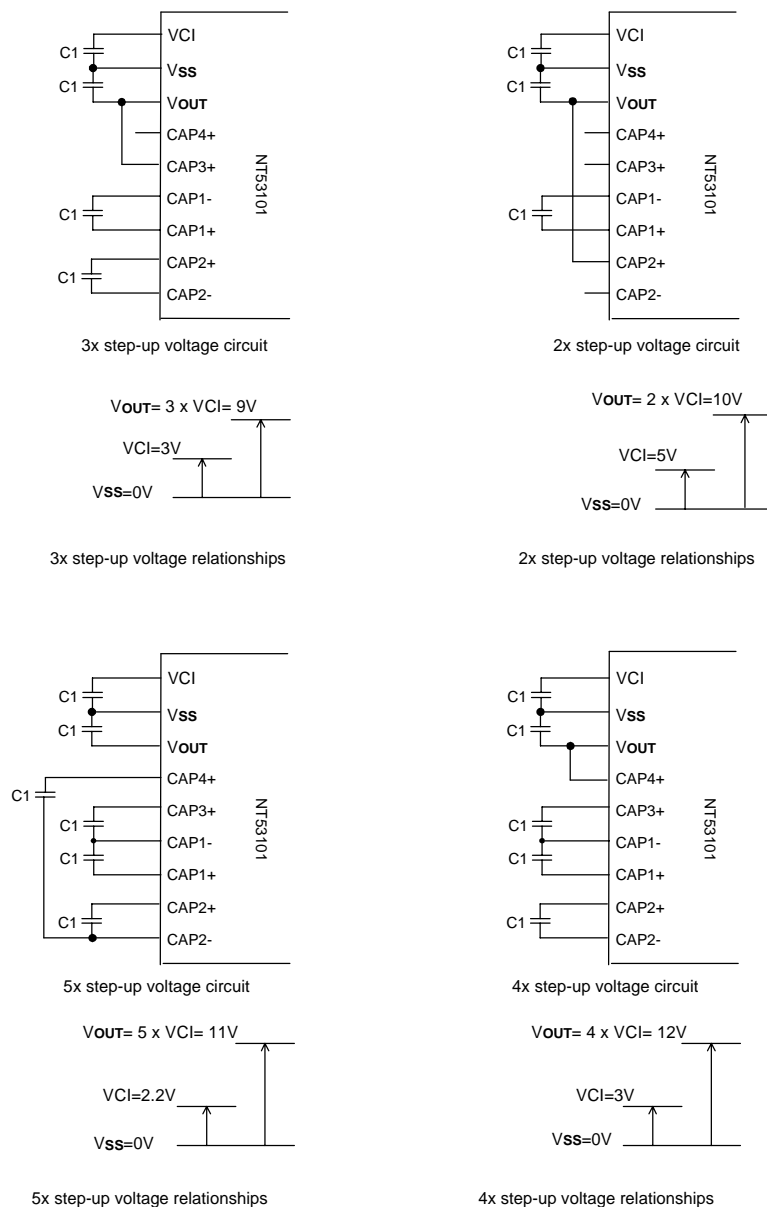 VCI
C1
VSS
C1
VOUT
CAP4+
CAP3+
CAP1-
C1
CAP1+
CAP2+
C1
CAP2-
NT53101
3x step-up voltage circuit
VCI
C1
VSS
C1
VOUT
CAP4+
CAP3+
CAP1-
C1
CAP1+
CAP2+
CAP2-
NT53101
2x step-up voltage circuit
VOUT= 3 x VCI= 9V
VCI=3V
VSS=0V
3x step-up voltage relationships
VOUT= 2 x VCI=10V
VCI=5V
VSS=0V
2x step-up voltage relationships
VCI
C1
VSS
C1
VOUT
CAP4+
C1
CAP3+
C1
CAP1-
C1
CAP1+
CAP2+
C1
CAP2-
NT53101
5x step-up voltage circuit
VCI
C1
VSS
C1
VOUT
CAP4+
CAP3+
C1
CAP1-
C1
CAP1+
CAP2+
C1
CAP2-
NT53101
4x step-up voltage circuit
VOUT= 5 x VCI= 11V
VCI=2.2V
VSS=0V
5x step-up voltage relationships
VOUT= 4 x VCI= 12V
VCI=3V
VSS=0V
4x step-up voltage relationships